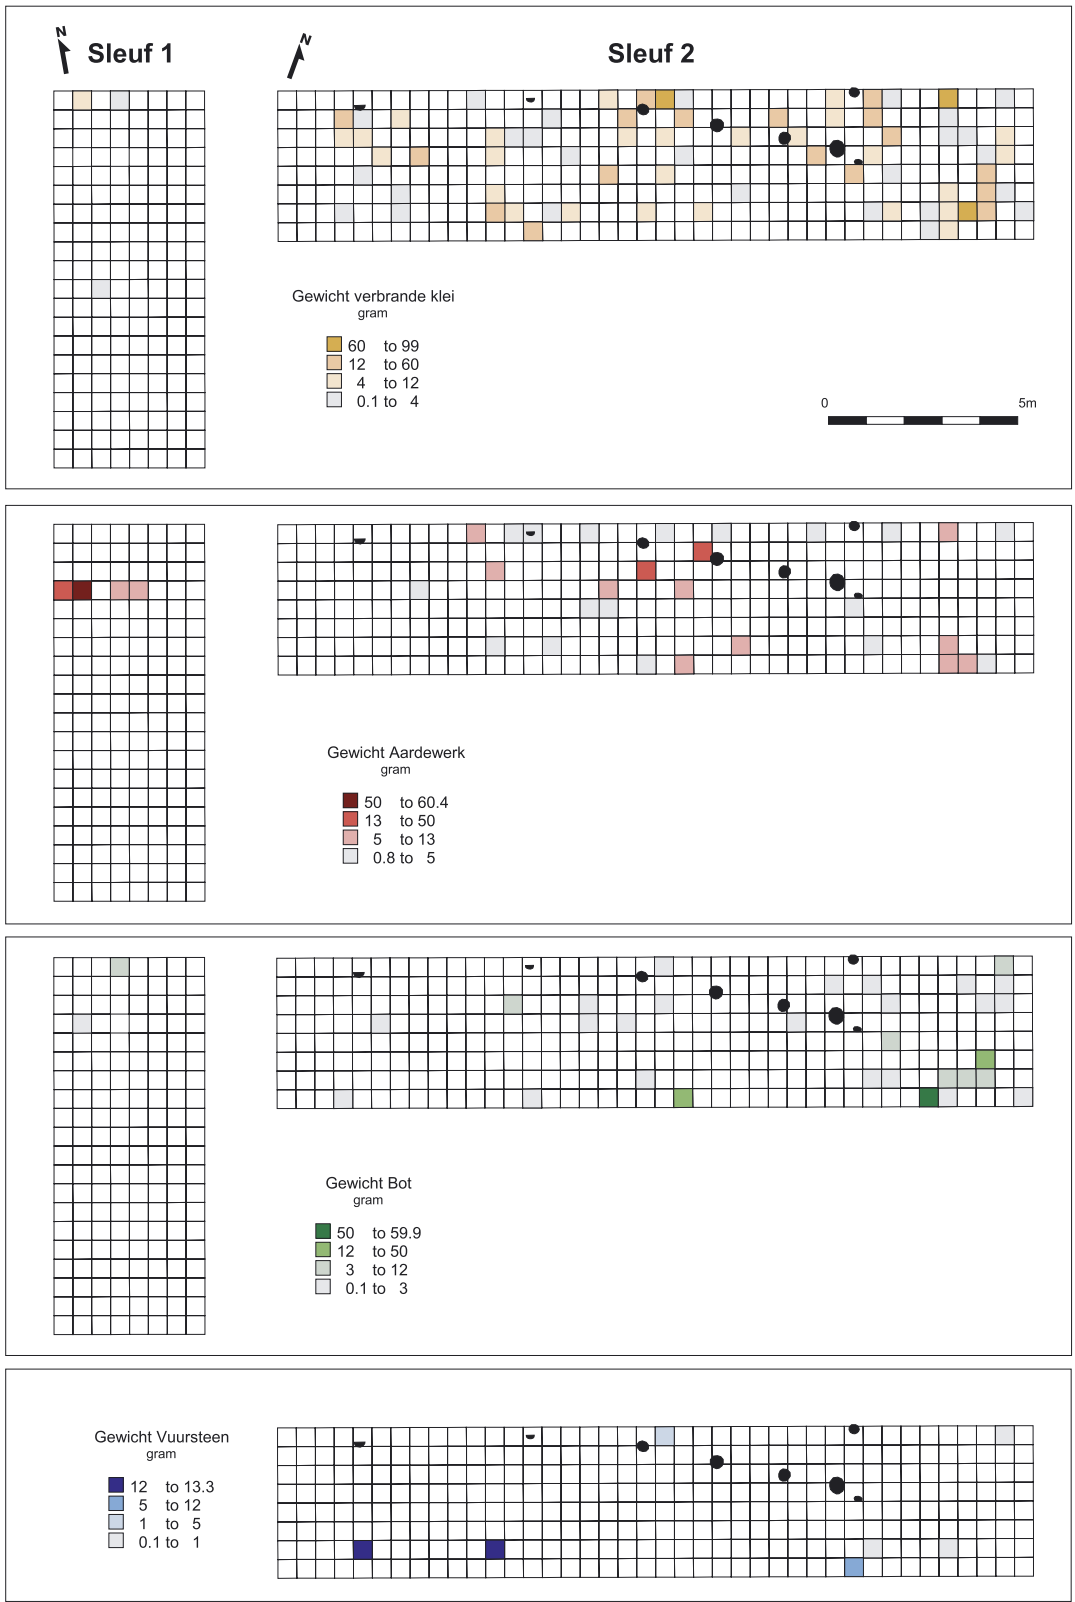 N
Sleuf 1
N
Sleuf 2
Gewicht verbrande klei
gram
60 to 99
12 to 60
4 to 12
0.1 to 4
0 5m
Gewicht Aardewerk
gram
50 to 60.4
13 to 50
5 to 13
0.8 to 5
Gewicht Bot
gram
50 to 59.9
12 to 50
3 to 12
0.1 to 3
Gewicht Vuursteen
gram
12 to 13.3
5 to 12
1 to 5
0.1 to 1